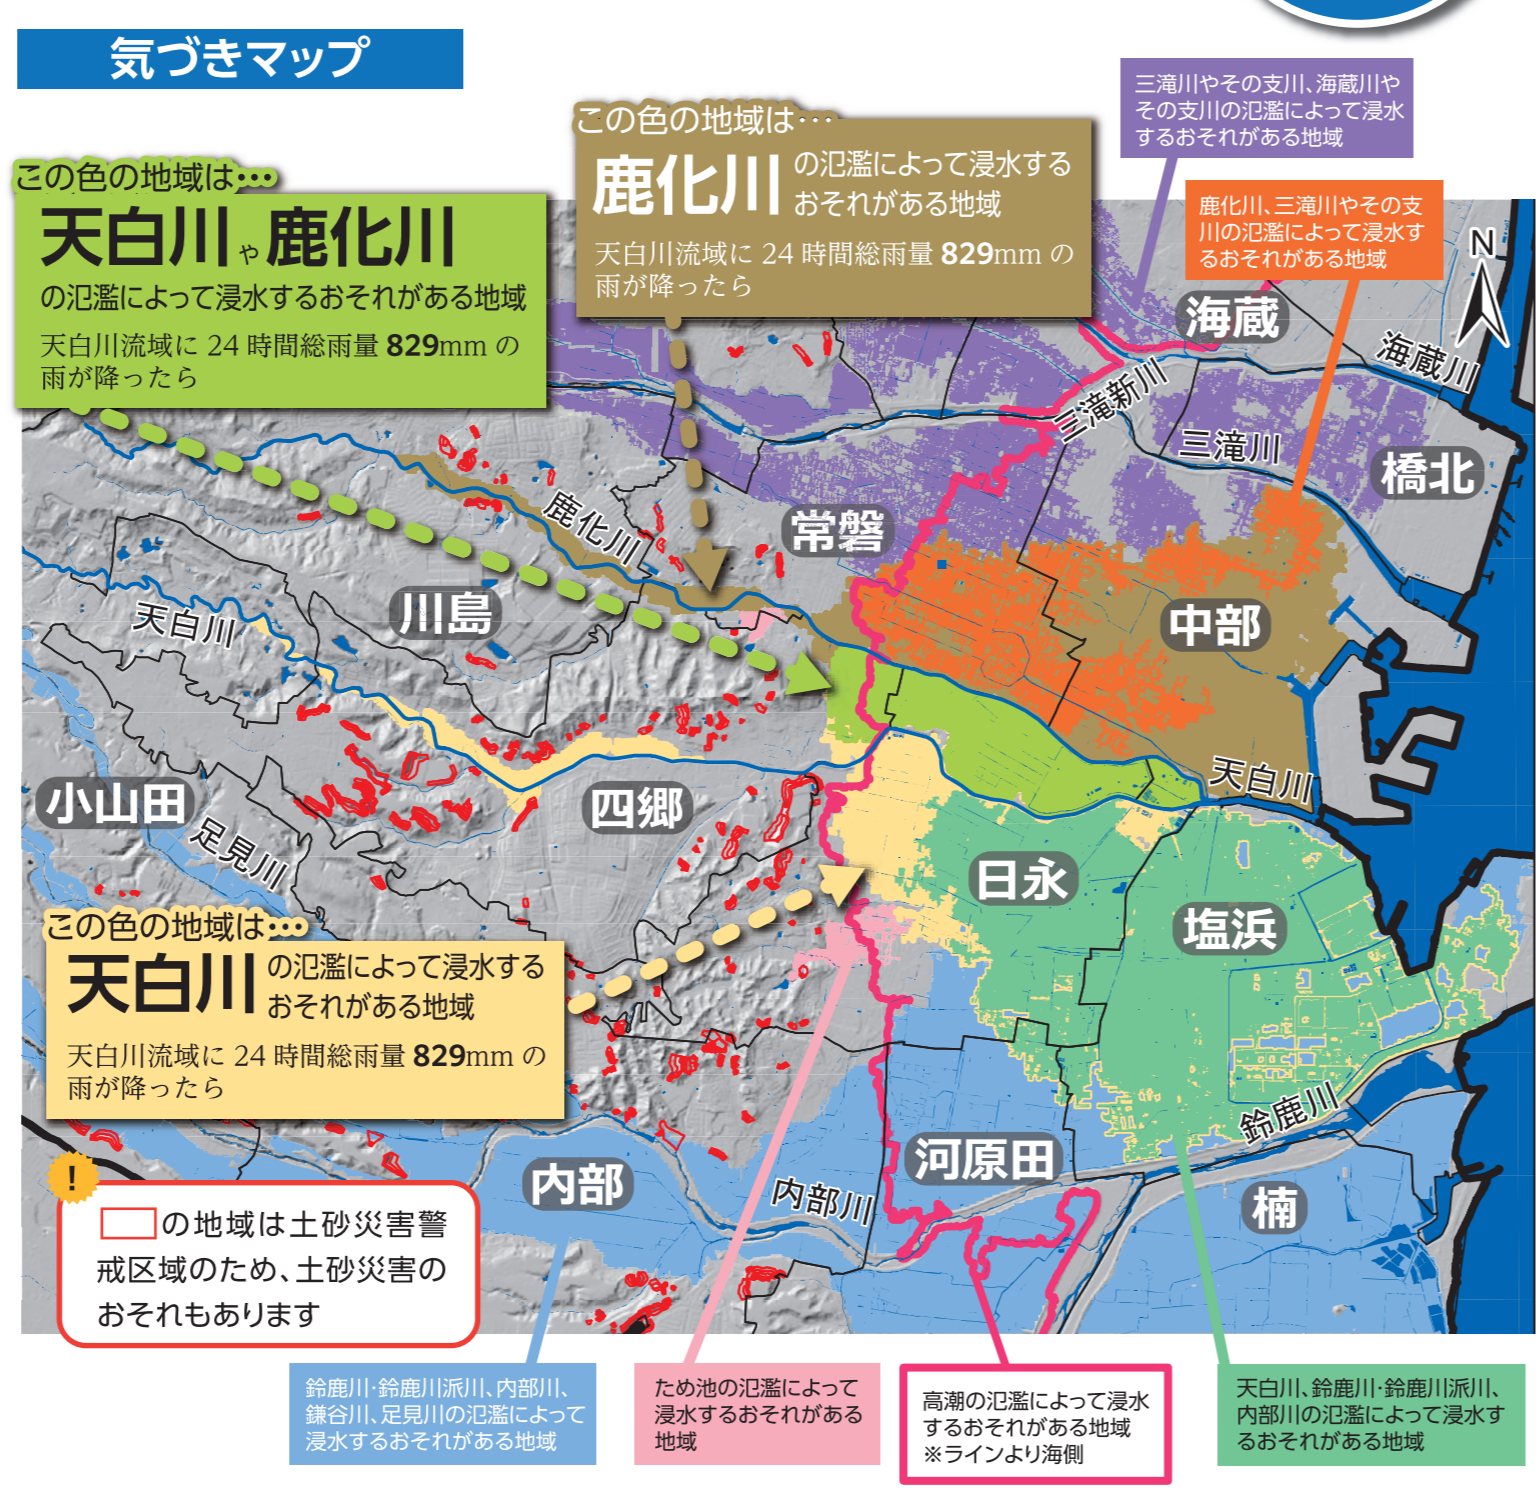 気づきマップ
三滝川やその支川、海蔵川や
その支川の氾濫によって浸水
するおそれがある地域
この色の地域は…
鹿化川の氾濫によって浸水する
おそれがある地域
天白川流域に 24 時間総雨量 829mm の
雨が降ったら
この色の地域は…
天白川や鹿化川
の氾濫によって浸水するおそれがある地域
天白川流域に 24 時間総雨量 829mm の
雨が降ったら
鹿化川、三滝川やその支
川の氾濫によって浸水す
るおそれがある地域
N
海蔵
海蔵川
三滝新川
三滝川
橋北
鹿化川
常磐
川島
天白川
中部
天白川
小山田
足見川
四郷
日永
塩浜
この色の地域は…
天白川の氾濫によって浸水する
おそれがある地域
天白川流域に 24 時間総雨量 829mm の
雨が降ったら
鈴鹿川
河原田
内部
内部川
楠
!
の地域は土砂災害警
戒区域のため、土砂災害の
おそれもあります
鈴鹿川･鈴鹿川派川、内部川、
鎌谷川、足見川の氾濫によって
浸水するおそれがある地域
ため池の氾濫によって
浸水するおそれがある
地域
高潮の氾濫によって浸水
するおそれがある地域
※ラインより海側
天白川、鈴鹿川･鈴鹿川派川、
内部川の氾濫によって浸水す
るおそれがある地域